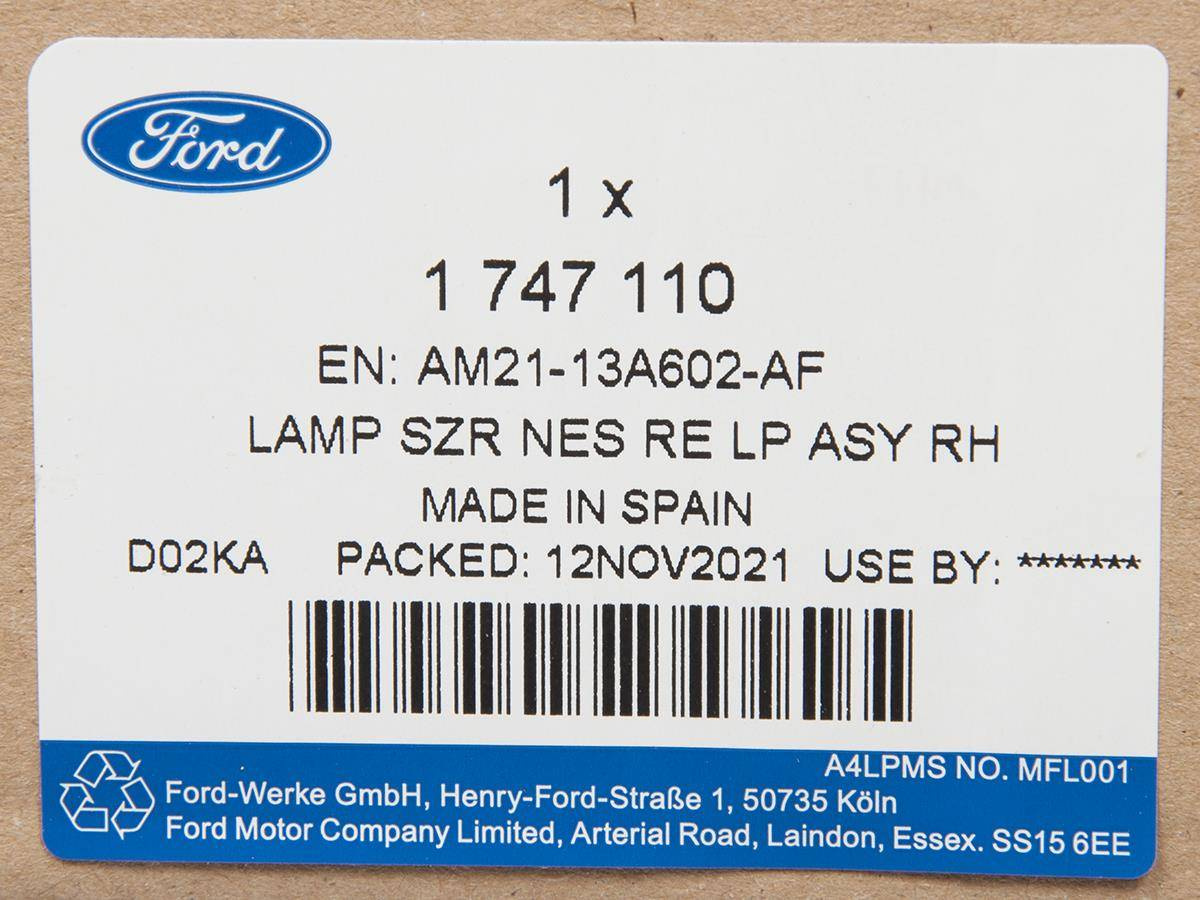 Ford
1 x
1 747 110
EN: AM21-13A602-AF
LAMP SZR NES RE LP ASY RH
MADE IN SPAIN
D02KA PACKED: 12NOV2021 USE BY: *******
A4LPMS NO. MFL001
Ford-Werke GmbH, Henry-Ford-Straße 1, 50735 Köln
Ford Motor Company Limited, Arterial Road, Laindon, Essex. SS15 6EE